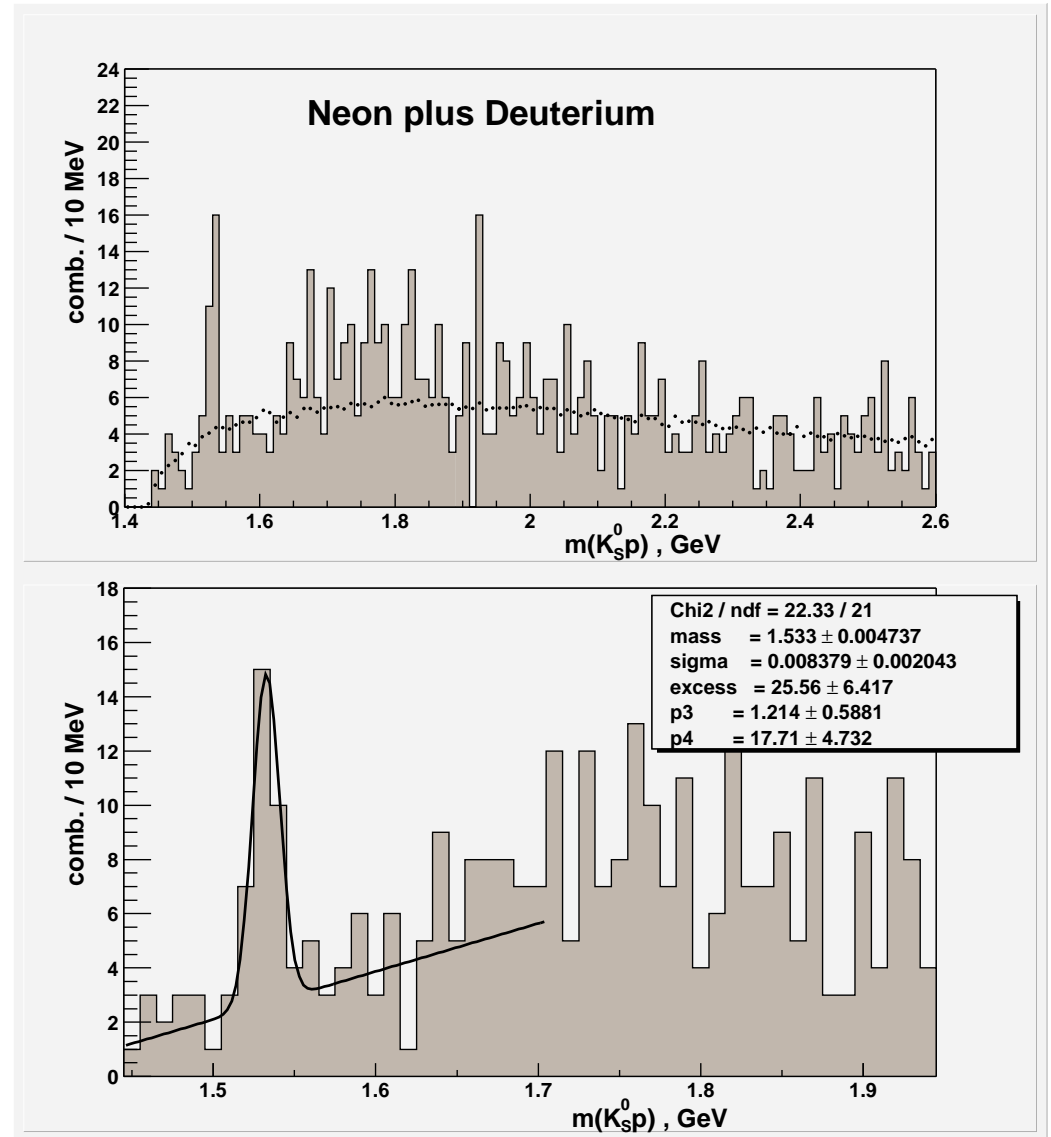 24
22
20
18
16
14
12
10
8
6
4
2
0
comb. / 10 MeV
Neon plus Deuterium
1.4 1.6 1.8 2 2.2 2.4 2.6
m(K⁰Sp) , GeV
18
16
14
12
10
8
6
4
2
0
comb. / 10 MeV
Chi2 / ndf = 22.33 / 21
mass = 1.533 ± 0.004737
sigma = 0.008379 ± 0.002043
excess = 25.56 ± 6.417
p3 = 1.214 ± 0.5881
p4 = 17.71 ± 4.732
1.5 1.6 1.7 1.8 1.9
m(K⁰Sp) , GeV